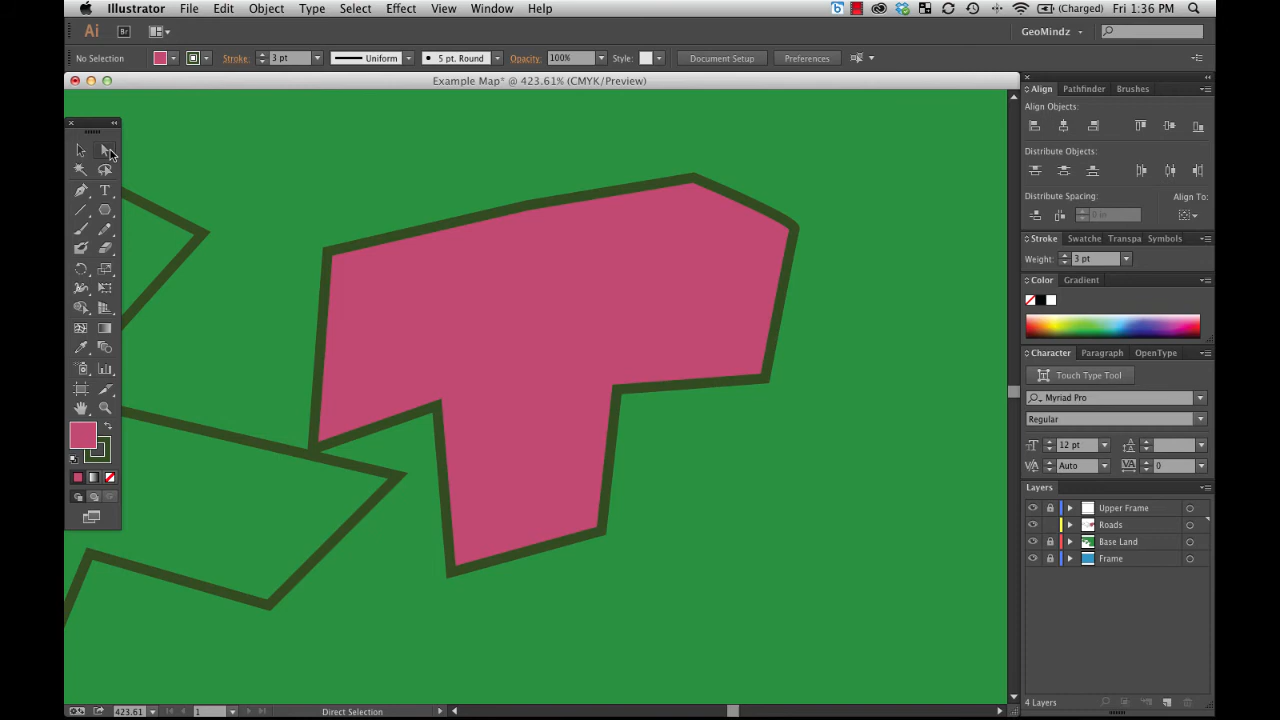 Illustrator File Edit Object Type Select Effect View Window Help (Charged) Fri 1:36 PM
Ai Br GeoMindz
No Selection Stroke: 3 pt Uniform 5 pt. Round Opacity: 100% Style: Document Setup Preferences
Example Map* @ 423.61% (CMYK/Preview)
Align Pathfinder Brushes
Align Objects:
Distribute Objects:
Distribute Spacing: Align To:
0 in
Stroke Swatche Transpa Symbols
Weight: 3 pt
Color Gradient
Character Paragraph OpenType
Touch Type Tool
Myriad Pro
Regular
12 pt
Auto 0
Layers
Upper Frame
Roads
Base Land
Frame
4 Layers
423.61 1 Direct Selection